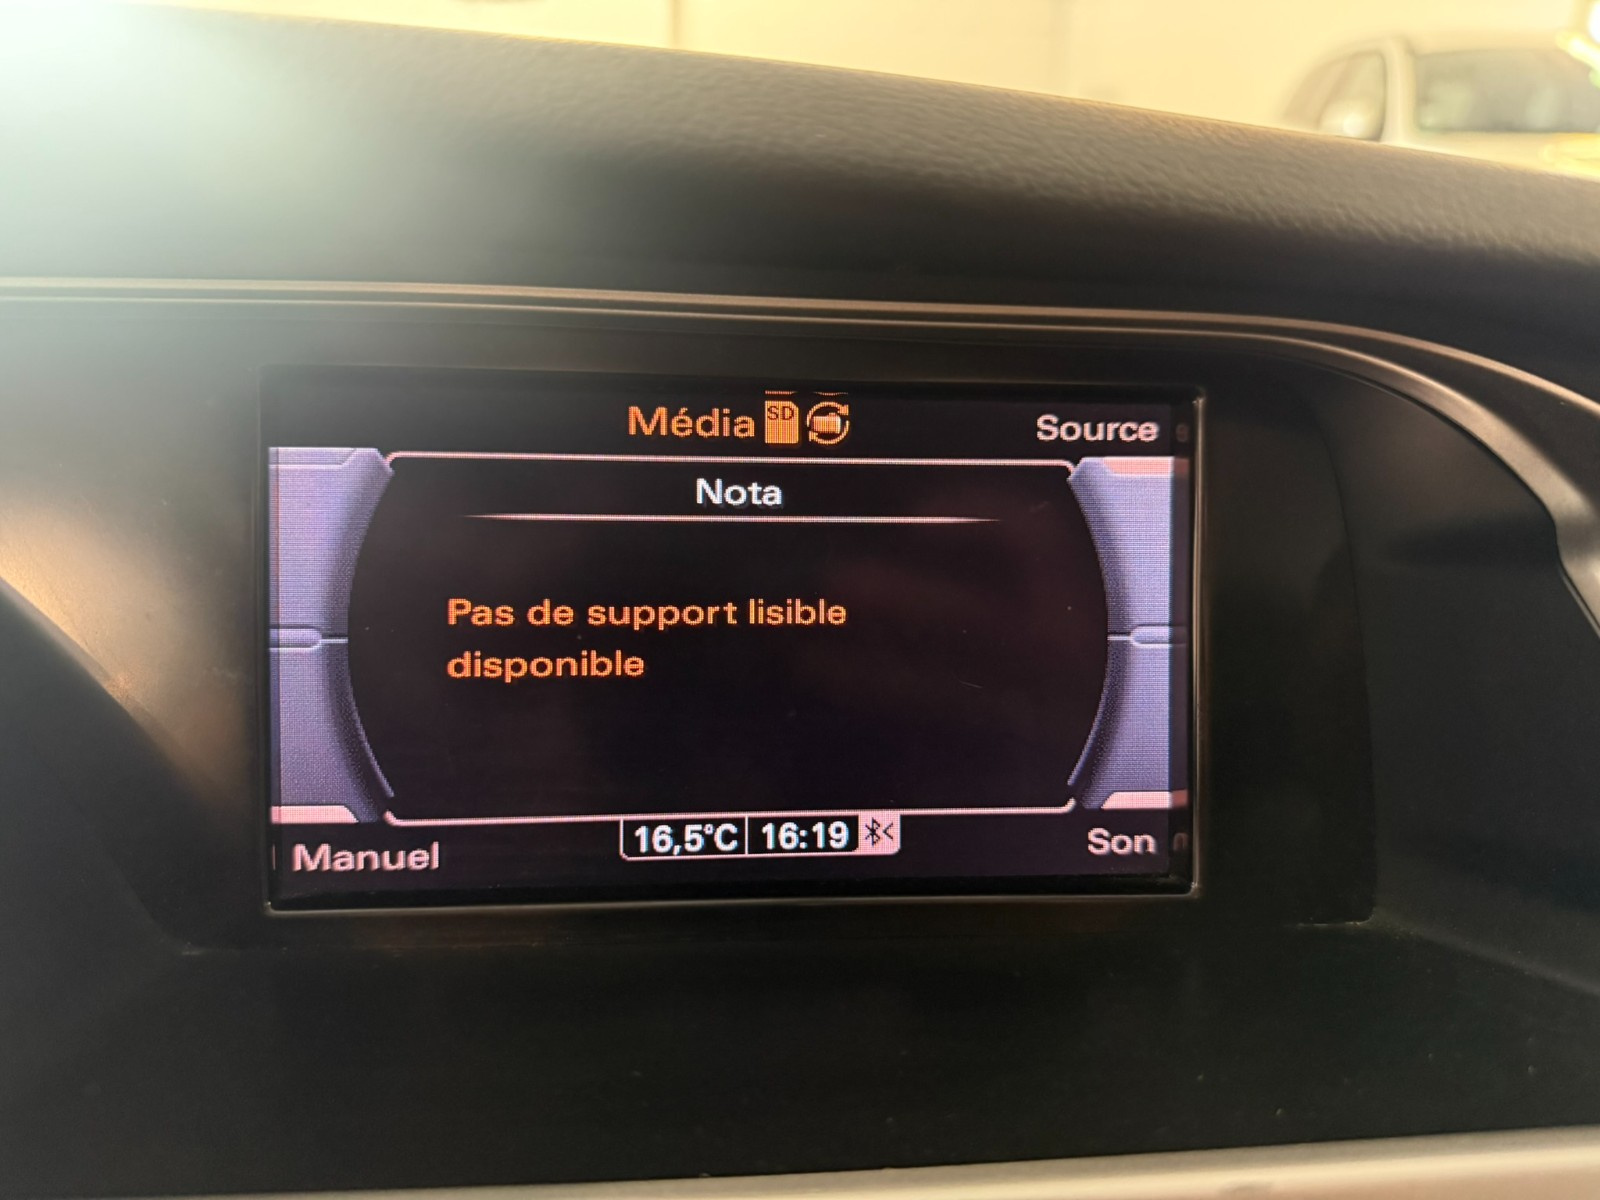 Média SD
Source
Nota
Pas de support lisible
disponible
Manuel
16,5°C 16:19
Son